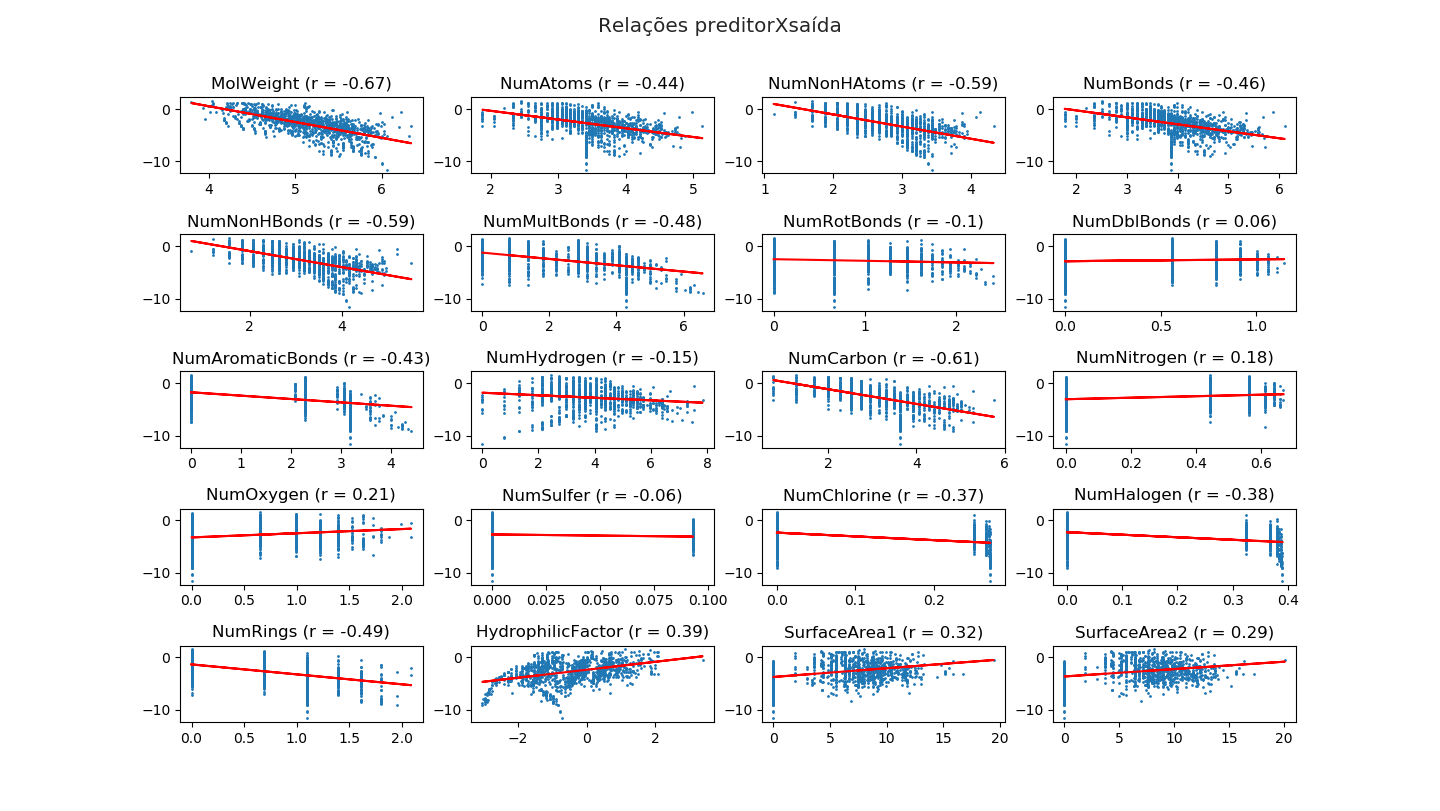 Relações preditorXsaída
MolWeight (r = -0.67) NumAtoms (r = -0.44) NumNonHAtoms (r = -0.59) NumBonds (r = -0.46)
0 0 0 0
−10 −10 −10 −10
4 5 6 2 3 4 5 1 2 3 4 2 3 4 5 6
NumNonHBonds (r = -0.59) NumMultBonds (r = -0.48) NumRotBonds (r = -0.1) NumDblBonds (r = 0.06)
0 0 0 0
−10 −10 −10 −10
2 4 0 2 4 6 0 1 2 0.0 0.5 1.0
NumAromaticBonds (r = -0.43) NumHydrogen (r = -0.15) NumCarbon (r = -0.61) NumNitrogen (r = 0.18)
0 0 0 0
−10 −10 −10 −10
0 1 2 3 4 0 2 4 6 8 2 4 6 0.0 0.2 0.4 0.6
NumOxygen (r = 0.21) NumSulfer (r = -0.06) NumChlorine (r = -0.37) NumHalogen (r = -0.38)
0 0 0 0
−10 −10 −10 −10
0.0 0.5 1.0 1.5 2.0 0.000 0.025 0.050 0.075 0.100 0.0 0.1 0.2 0.0 0.1 0.2 0.3 0.4
NumRings (r = -0.49) HydrophilicFactor (r = 0.39) SurfaceArea1 (r = 0.32) SurfaceArea2 (r = 0.29)
0 0 0 0
−10 −10 −10 −10
0.0 0.5 1.0 1.5 2.0 −2 0 2 0 5 10 15 20 0 5 10 15 20